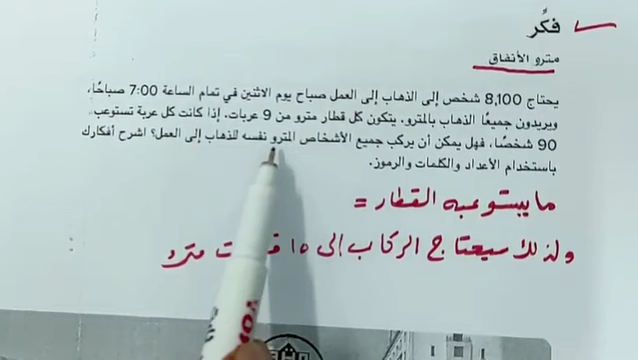 فكّر
مترو الأنفاق
يحتاج 8,100 شخص إلى الذهاب إلى العمل صباح يوم الاثنين في تمام الساعة 7:00 صباحًا،
ويريدون جميعًا الذهاب بالمترو. يتكون كل قطار مترو من 9 عربات. إذا كانت كل عربة تستوعب
90 شخصًا، فهل يمكن أن يركب جميع الأشخاص المترو نفسه للذهاب إلى العمل؟ اشرح أفكارك
باستخدام الأعداد والكلمات والرموز.
ما يستوعبه القطار =
ولذلك سيحتاج الركاب إلى مترو